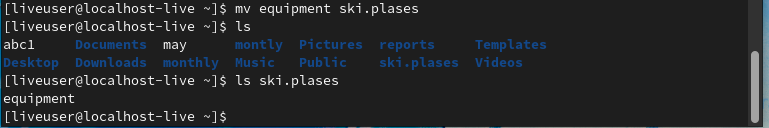 [liveuser@localhost-live ~]$ mv equipment ski.plases
[liveuser@localhost-live ~]$ ls
abc1     Documents  may      montly  Pictures  reports     Templates
Desktop  Downloads  monthly  Music   Public    ski.plases  Videos
[liveuser@localhost-live ~]$ ls ski.plases
equipment
[liveuser@localhost-live ~]$